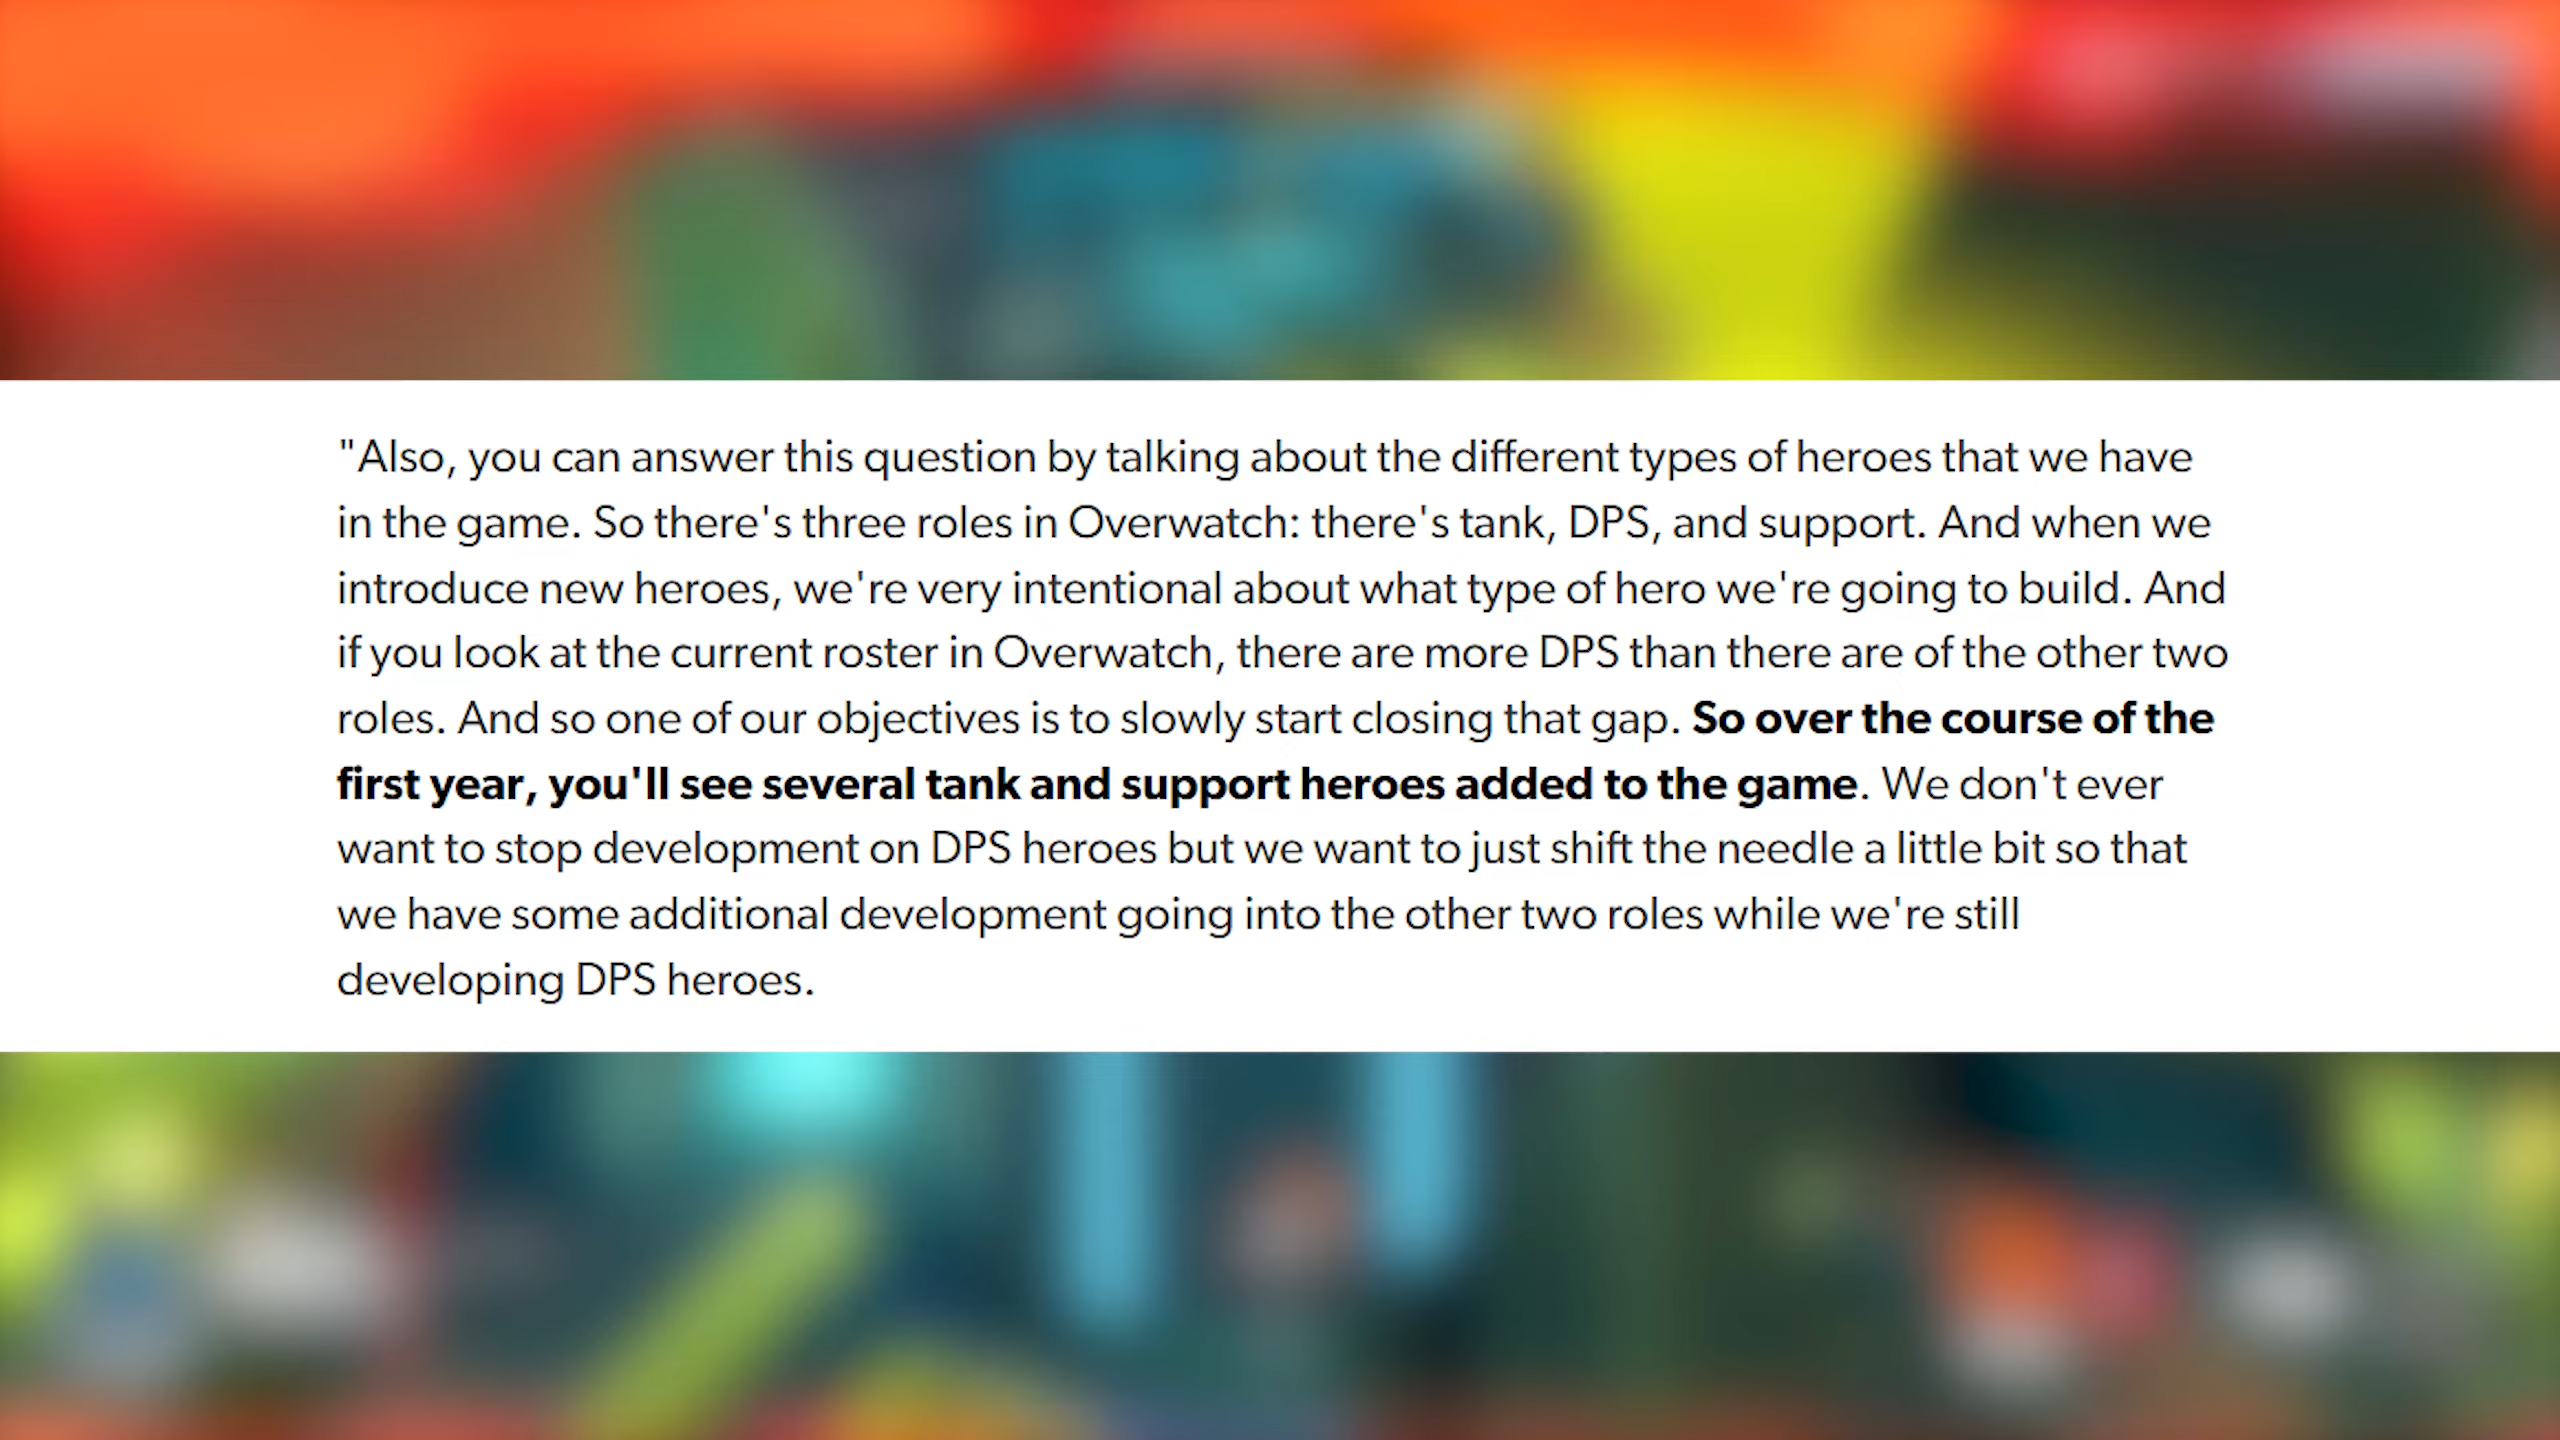 "Also, you can answer this question by talking about the different types of heroes that we have
in the game. So there's three roles in Overwatch: there's tank, DPS, and support. And when we
introduce new heroes, we're very intentional about what type of hero we're going to build. And
if you look at the current roster in Overwatch, there are more DPS than there are of the other two
roles. And so one of our objectives is to slowly start closing that gap. So over the course of the
first year, you'll see several tank and support heroes added to the game. We don't ever
want to stop development on DPS heroes but we want to just shift the needle a little bit so that
we have some additional development going into the other two roles while we're still
developing DPS heroes.